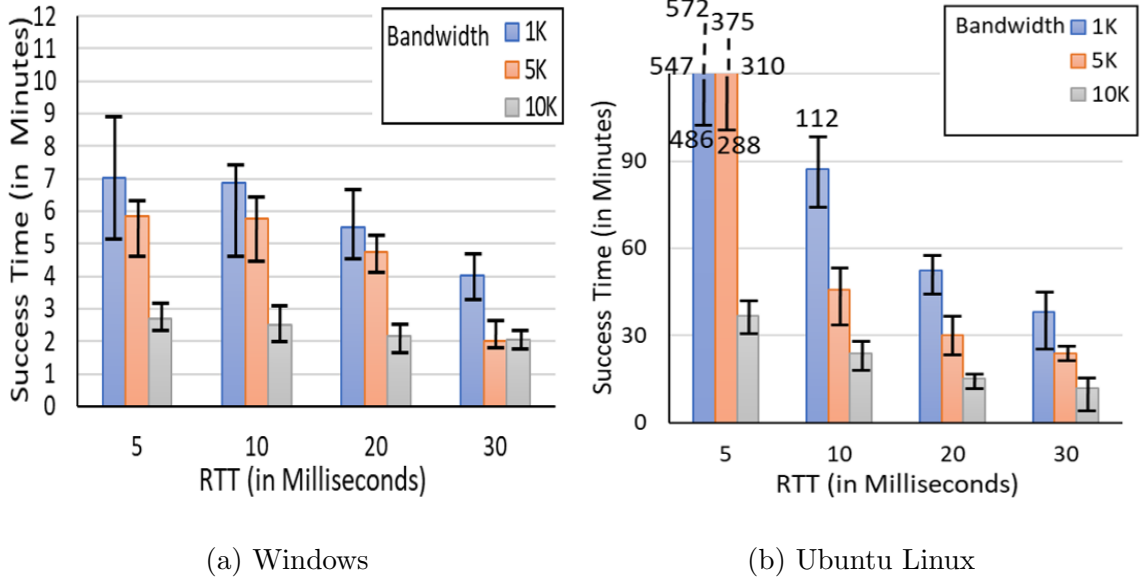 12
11
10
9
8
7
6
5
4
3
2
1
0
Success Time (in Minutes)
Bandwidth
1K
5K
10K
5
10
20
30
RTT (in Milliseconds)
(a) Windows
572
375
547
310
486
288
112
90
60
30
0
Success Time (in Minutes)
Bandwidth
1K
5K
10K
5
10
20
30
RTT (in Milliseconds)
(b) Ubuntu Linux